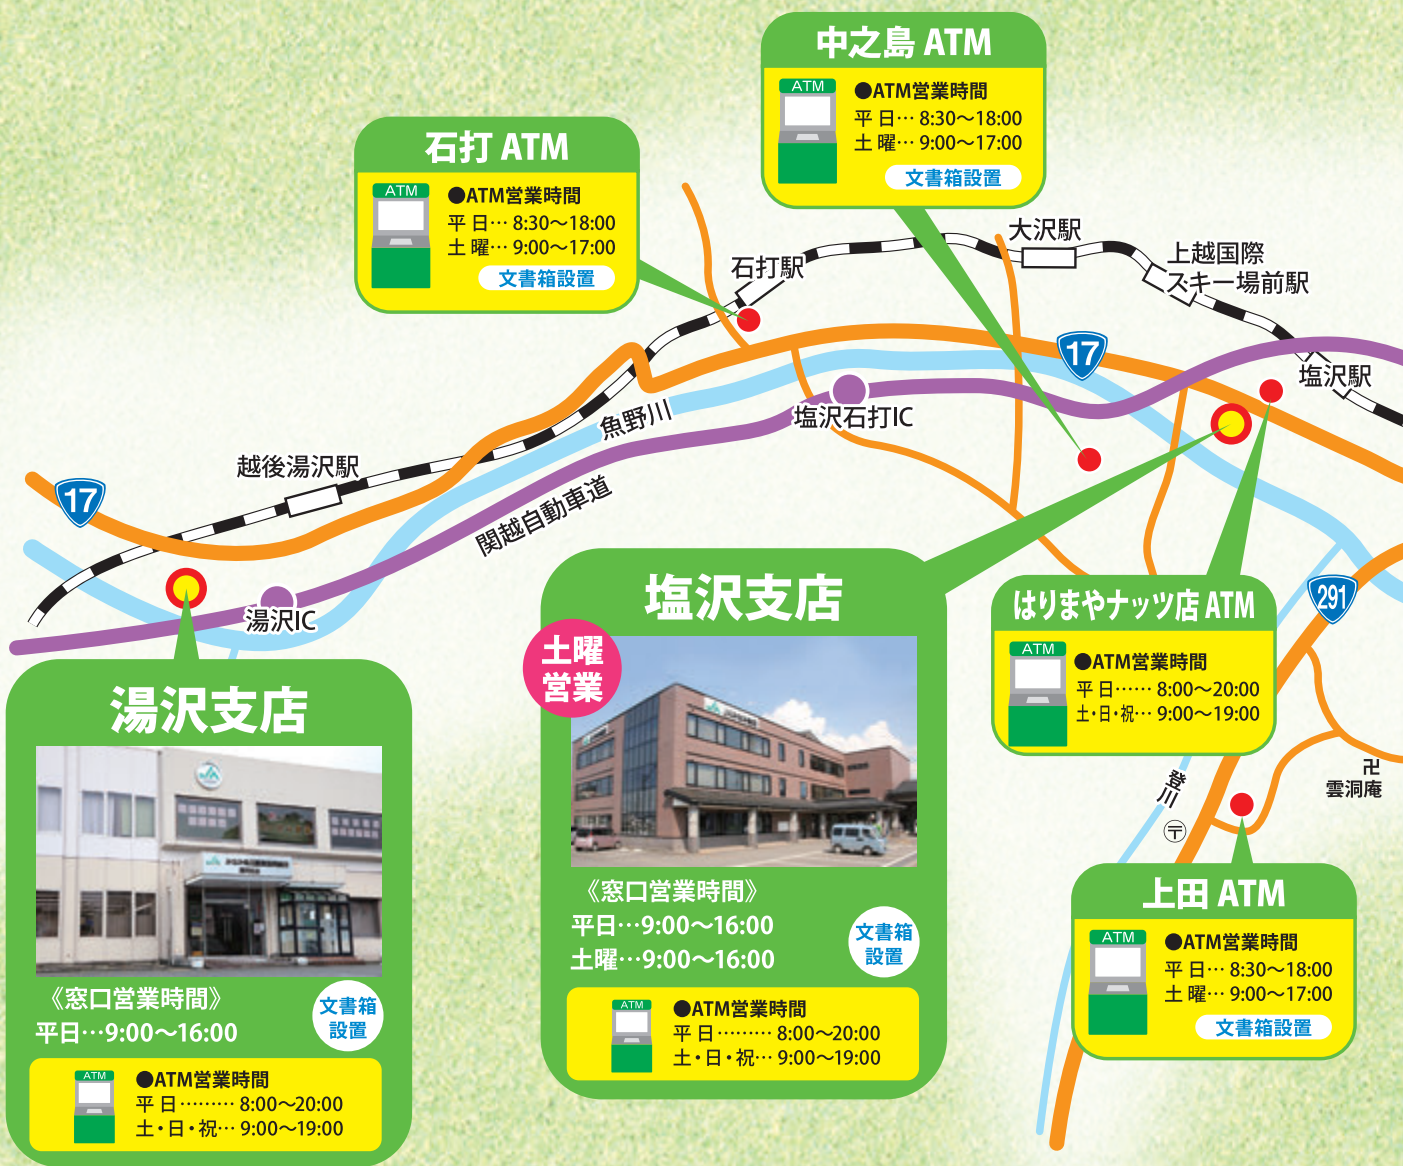 中之島 ATM
ATM
●ATM営業時間
平 日… 8:30〜18:00
土 曜… 9:00〜17:00
文書箱設置
石打 ATM
ATM
●ATM営業時間
平 日… 8:30〜18:00
土 曜… 9:00〜17:00
文書箱設置
石打駅
大沢駅
上越国際
スキー場前駅
塩沢駅
17
塩沢石打IC
魚野川
越後湯沢駅
17
関越自動車道
湯沢IC
湯沢支店
《窓口営業時間》
平日…9:00〜16:00
文書箱
設置
ATM
●ATM営業時間
平 日……… 8:00〜20:00
土・日・祝… 9:00〜19:00
塩沢支店
土曜
営業
《窓口営業時間》
平日…9:00〜16:00
土曜…9:00〜16:00
文書箱
設置
ATM
●ATM営業時間
平 日……… 8:00〜20:00
土・日・祝… 9:00〜19:00
はりまやナッツ店 ATM
ATM
●ATM営業時間
平 日…… 8:00〜20:00
土・日・祝… 9:00〜19:00
291
登川
〒
卍
雲洞庵
上田 ATM
ATM
●ATM営業時間
平 日… 8:30〜18:00
土 曜… 9:00〜17:00
文書箱設置